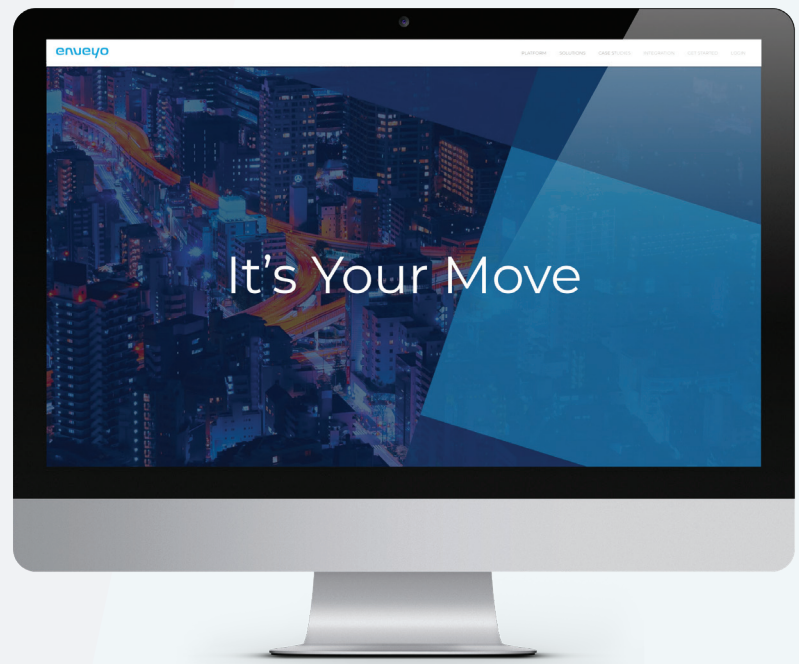 enveyo
PLATFORM SOLUTIONS CASE STUDIES INTEGRATION GET STARTED LOGIN
It's Your Move